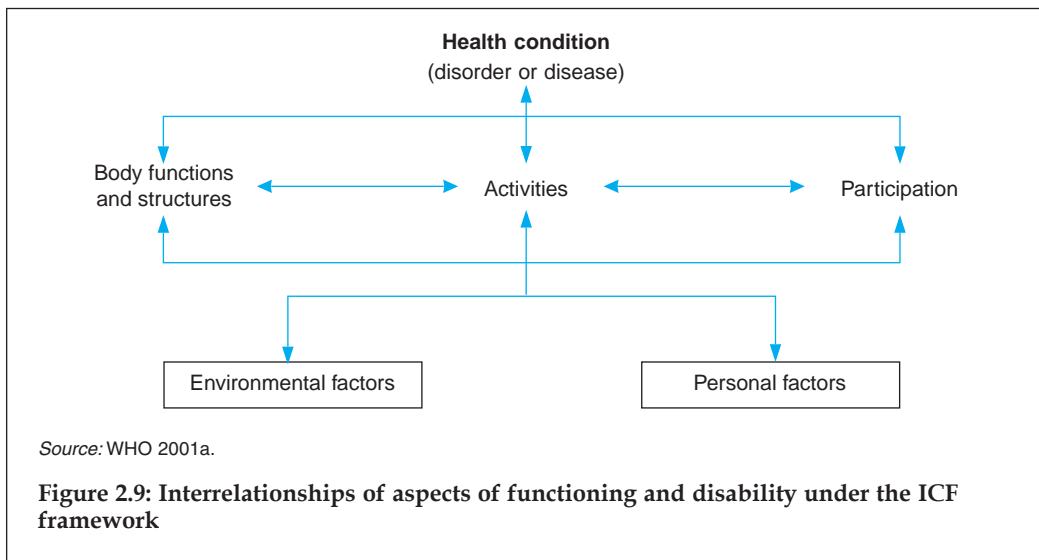 Health condition
(disorder or disease)
Body functions
and structures
Activities
Participation
Environmental factors
Personal factors
Source: WHO 2001a.
Figure 2.9: Interrelationships of aspects of functioning and disability under the ICF
framework